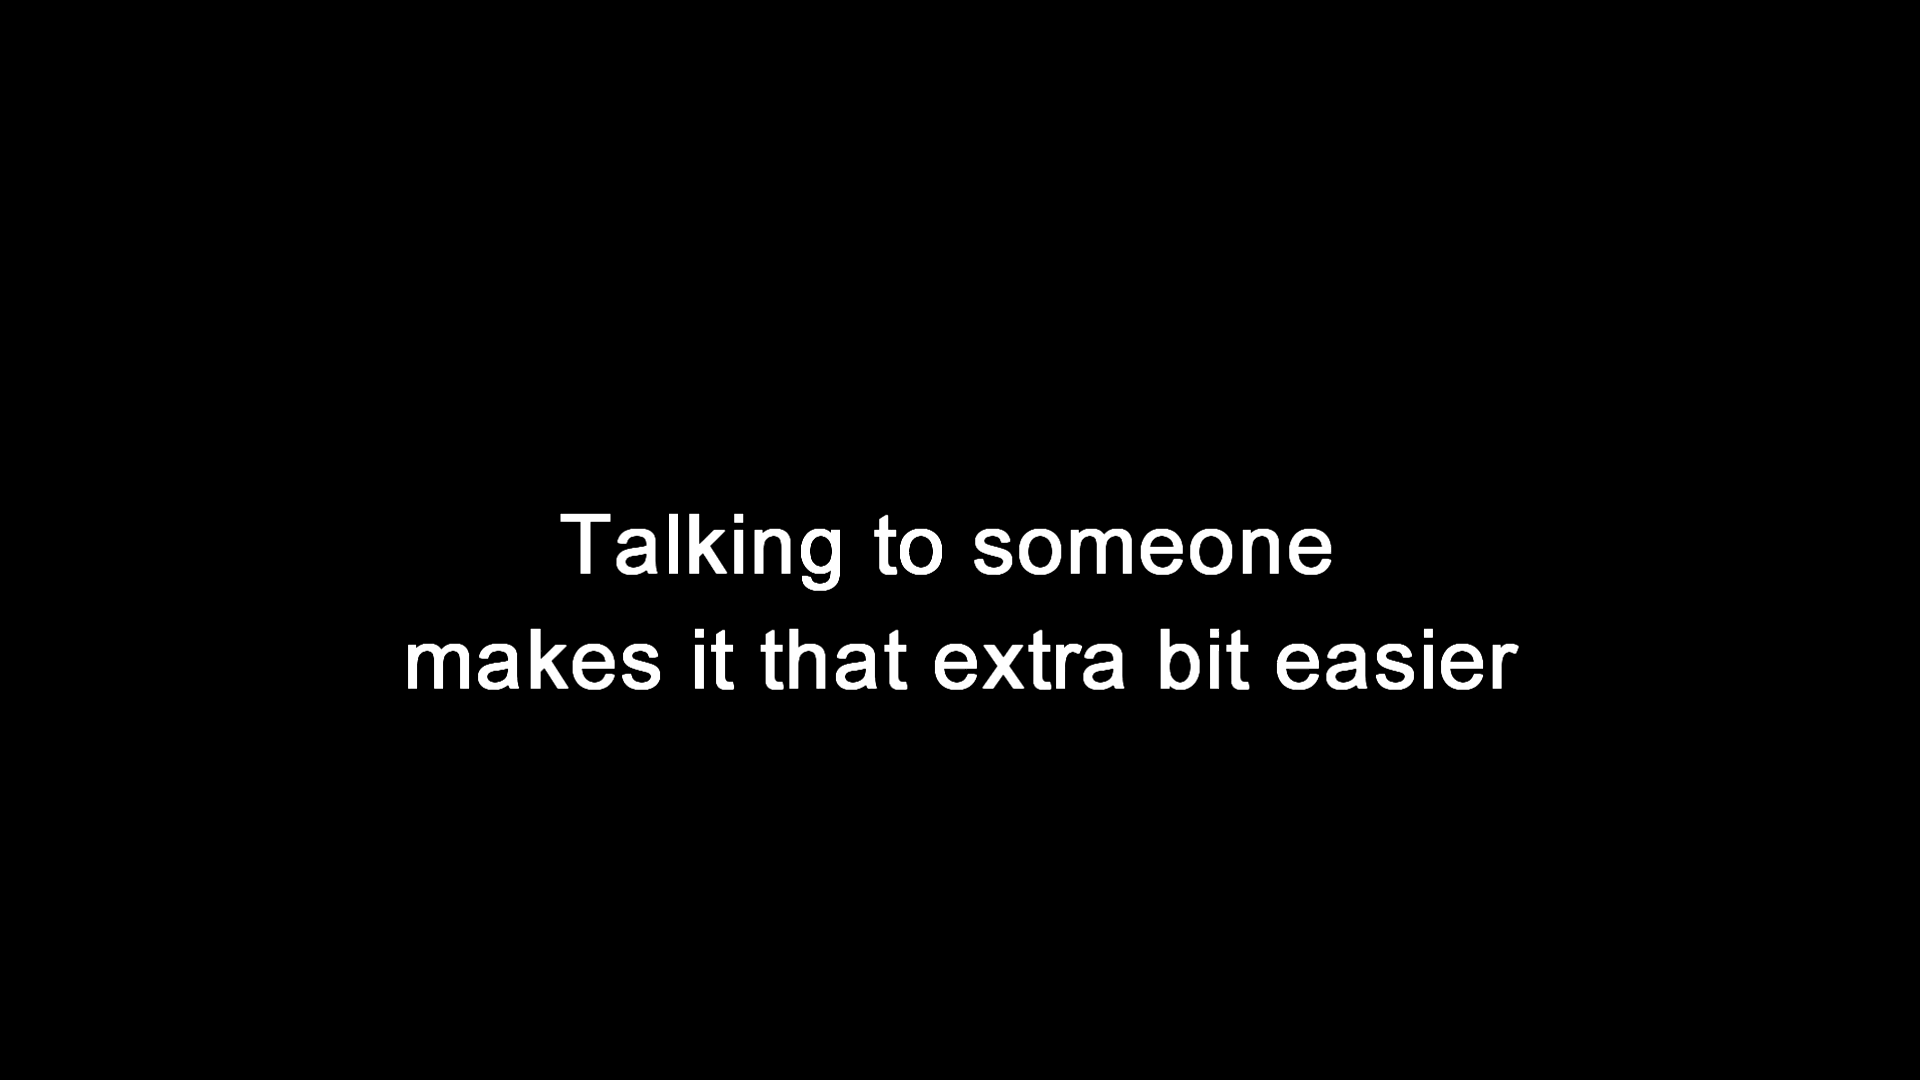 Talking to someone
makes it that extra bit easier